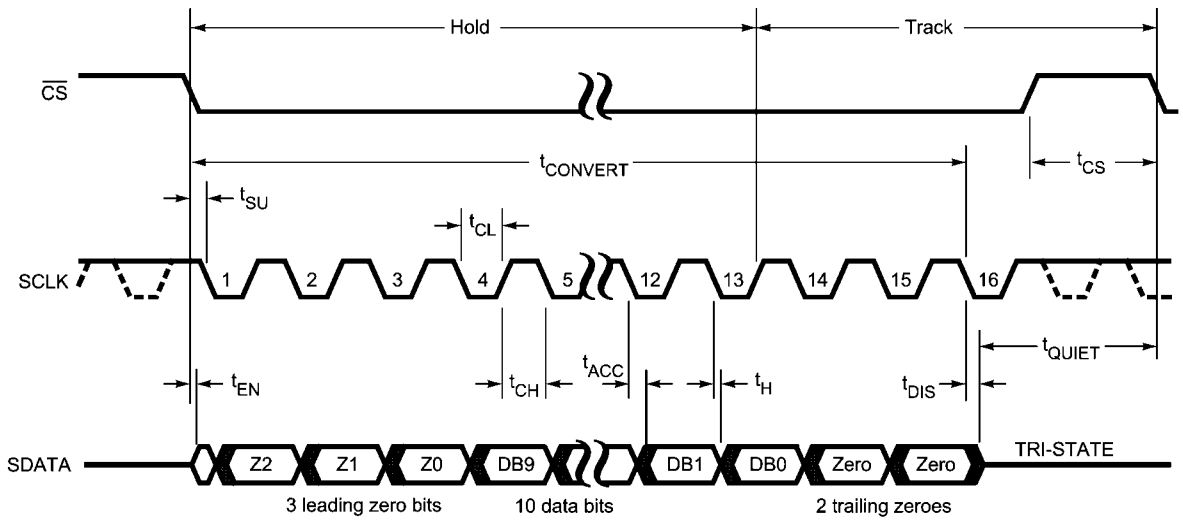 Hold
Track
CS
tCONVERT
tCS
tSU
tCL
SCLK
1
2
3
4
5
12
13
14
15
16
tQUIET
tEN
tCH
tACC
tH
tDIS
SDATA
Z2
Z1
Z0
DB9
DB1
DB0
Zero
Zero
TRI-STATE
3 leading zero bits
10 data bits
2 trailing zeroes